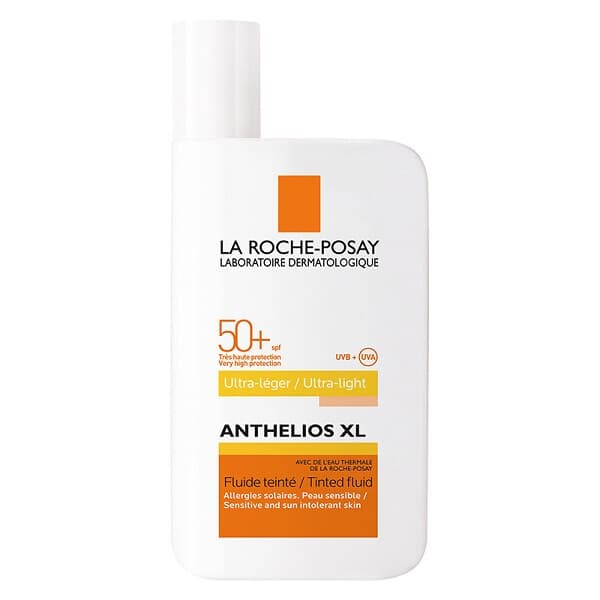 LA ROCHE-POSAY
LABORATOIRE DERMATOLOGIQUE
50+ spf
Très haute protection
Very high protection
UVB + UVA
Ultra-léger / Ultra-light
ANTHELIOS XL
AVEC DE L'EAU THERMALE
DE LA ROCHE-POSAY
Fluide teinté / Tinted fluid
Allergies solaires. Peau sensible /
Sensitive and sun intolerant skin